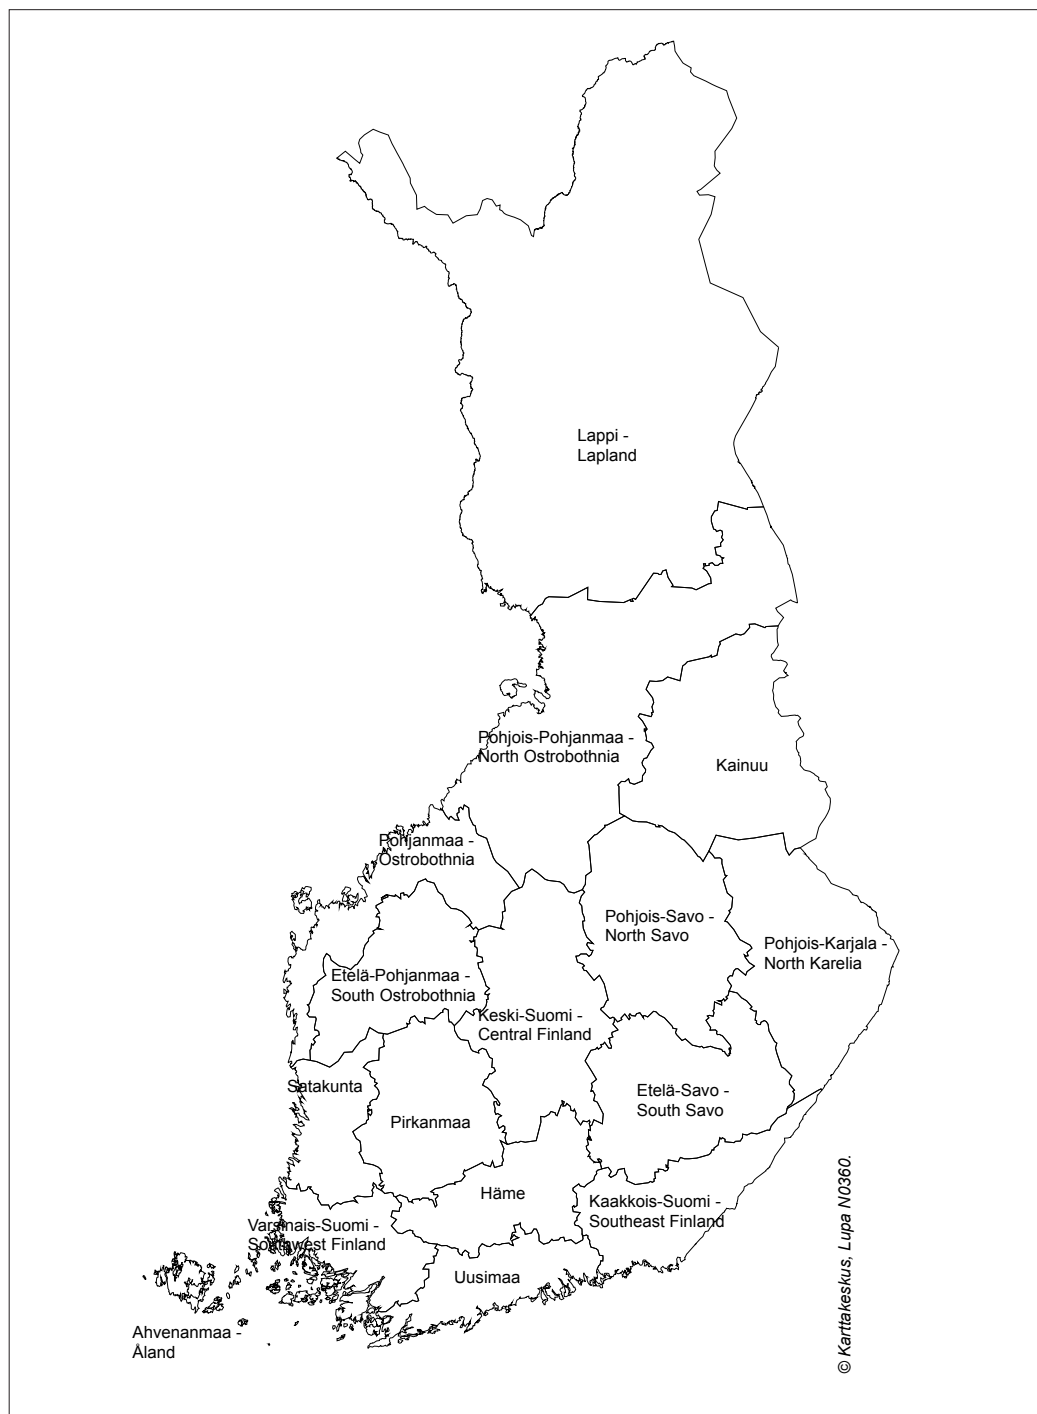 Lappi -
Lapland
Pohjois-Pohjanmaa -
North Ostrobothnia
Kainuu
Pohjanmaa -
Ostrobothnia
Pohjois-Savo -
North Savo
Pohjois-Karjala -
North Karelia
Etelä-Pohjanmaa -
South Ostrobothnia
Keski-Suomi -
Central Finland
Satakunta
Etelä-Savo -
South Savo
Pirkanmaa
Häme
Kaakkois-Suomi -
Southeast Finland
Varsinais-Suomi -
Southwest Finland
Uusimaa
Ahvenanmaa -
Åland
© Karttakeskus, Lupa N0360.